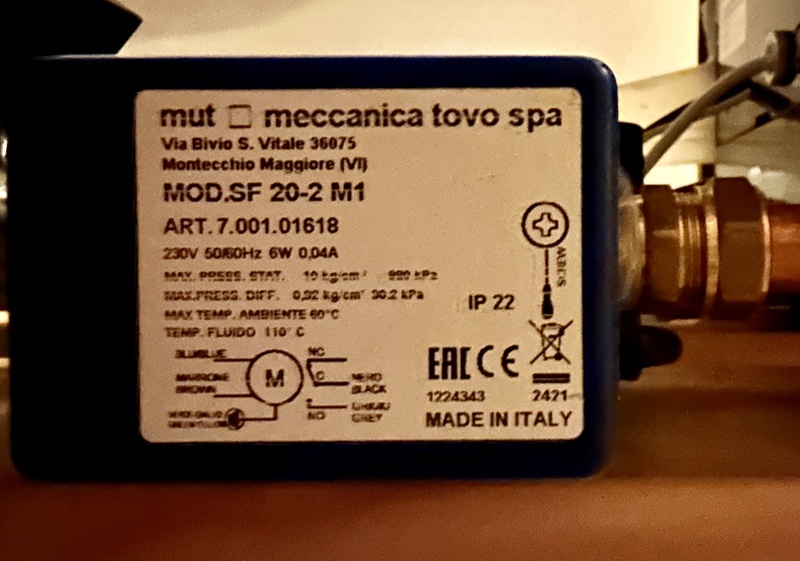 mut meccanica tovo spa
Via Bivio S. Vitale 36075
Montecchio Maggiore (VI)
MOD.SF 20-2 M1
ART. 7.001.01618
230V 50/60Hz 6W 0,04A
MAX. PRESS. STAT. 10 kg/cm² 980 kPa
MAX.PRESS. DIFF. kg/cm² 30.2 kPa
MAX TEMP. AMBIENTE 60°C
TEMP. FLUIDO 110° C
IP 22
BLU/BLUE
NC
M
C
MARRONE
BROWN
NERO
BLACK
NO
GREY
EAC CE
1224343 2421
MADE IN ITALY